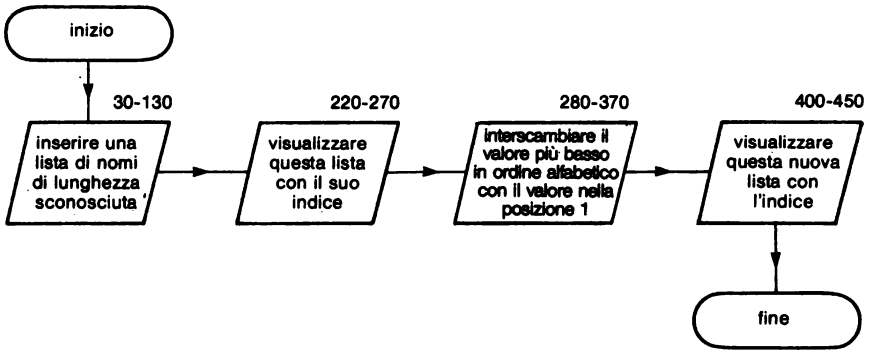 inizio
30-130
inserire una
lista di nomi
di lunghezza
sconosciuta
220-270
visualizzare
questa lista
con il suo
indice
280-370
interscambiare il
valore più basso
in ordine alfabetico
con il valore nella
posizione 1
400-450
visualizzare
questa nuova
lista con
l'indice
fine